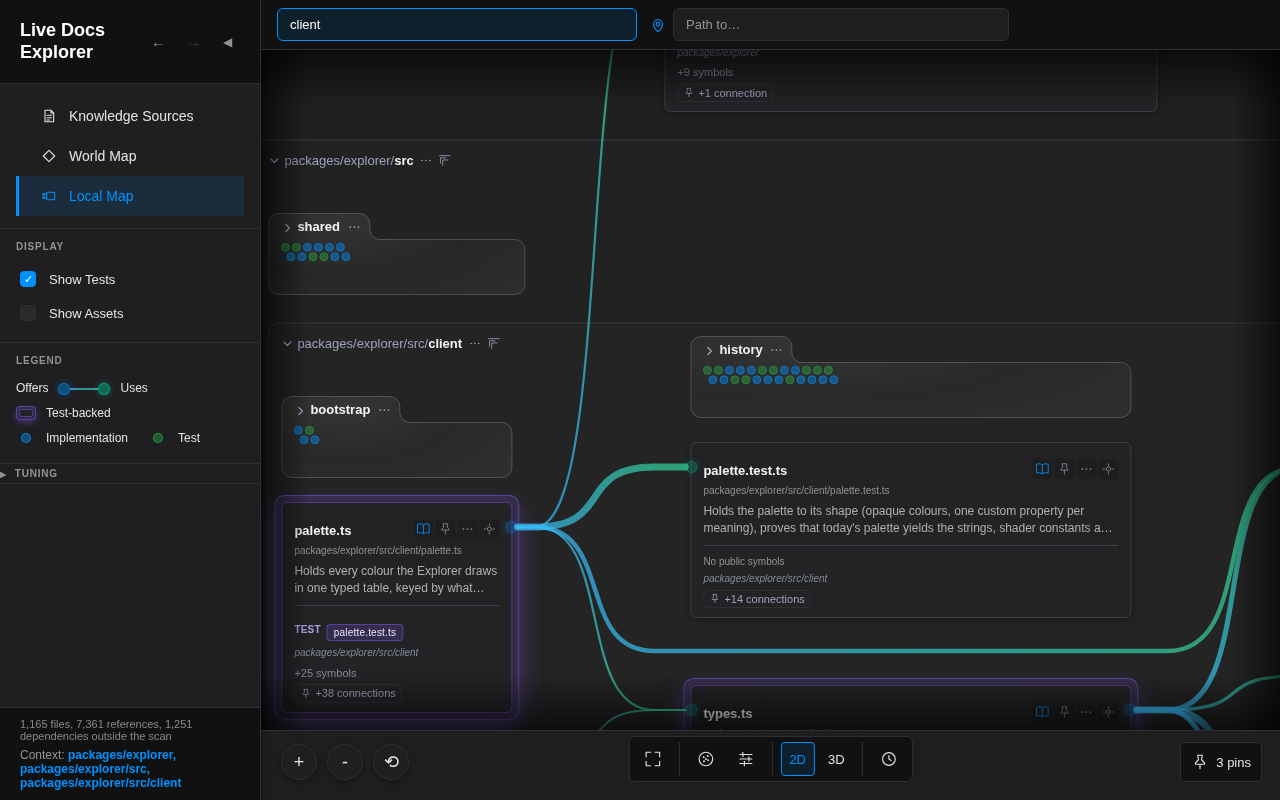 Live Docs
Explorer
← → ◀
client
Path to…
Knowledge Sources
World Map
Local Map
DISPLAY
✓ Show Tests
Show Assets
LEGEND
Offers Uses
Test-backed
Implementation Test
▶ TUNING
1,165 files, 7,361 references, 1,251
dependencies outside the scan
Context: packages/explorer,
packages/explorer/src,
packages/explorer/src/client
packages/explorer
+9 symbols
+1 connection
packages/explorer/src ···
shared ···
packages/explorer/src/client ···
history ···
bootstrap ···
palette.test.ts
packages/explorer/src/client/palette.test.ts
Holds the palette to its shape (opaque colours, one custom property per
meaning), proves that today's palette yields the strings, shader constants a…
No public symbols
packages/explorer/src/client
+14 connections
palette.ts
packages/explorer/src/client/palette.ts
Holds every colour the Explorer draws
in one typed table, keyed by what…
TEST palette.test.ts
packages/explorer/src/client
+25 symbols
+38 connections
types.ts
+ - ⟲
2D 3D
3 pins